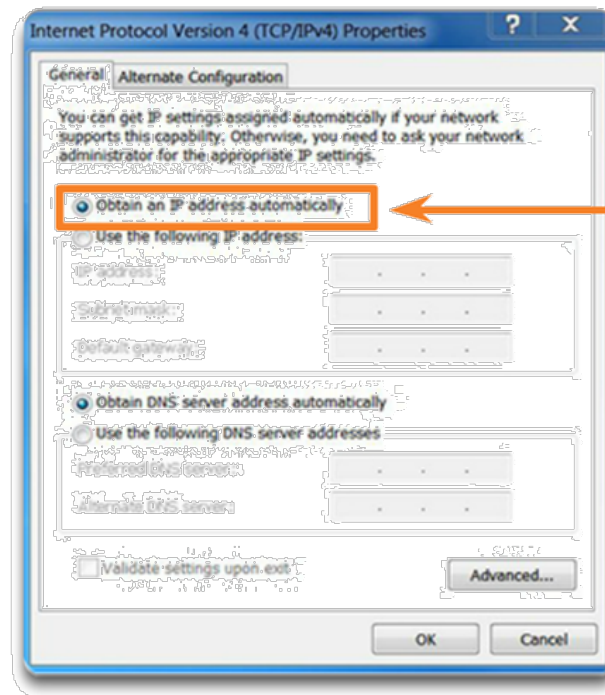 Internet Protocol Version 4 (TCP/IPv4) Properties
General
Alternate Configuration
You can get IP settings assigned automatically if your network
supports this capability. Otherwise, you need to ask your network
administrator for the appropriate IP settings.
Obtain an IP address automatically
Use the following IP address:
IP address:
Subnet mask:
Default gateway:
Obtain DNS server address automatically
Use the following DNS server addresses
Preferred DNS server:
Alternate DNS server:
Validate settings upon exit
Advanced...
OK
Cancel